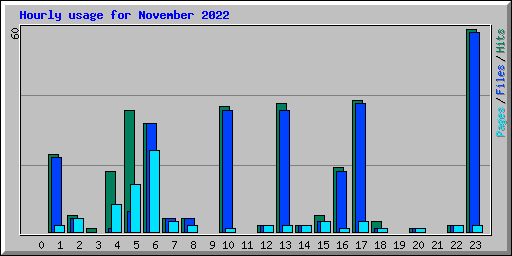 Hourly usage for November 2022
60
Pages/Files/Hits
0 1 2 3 4 5 6 7 8 9 10 11 12 13 14 15 16 17 18 19 20 21 22 23